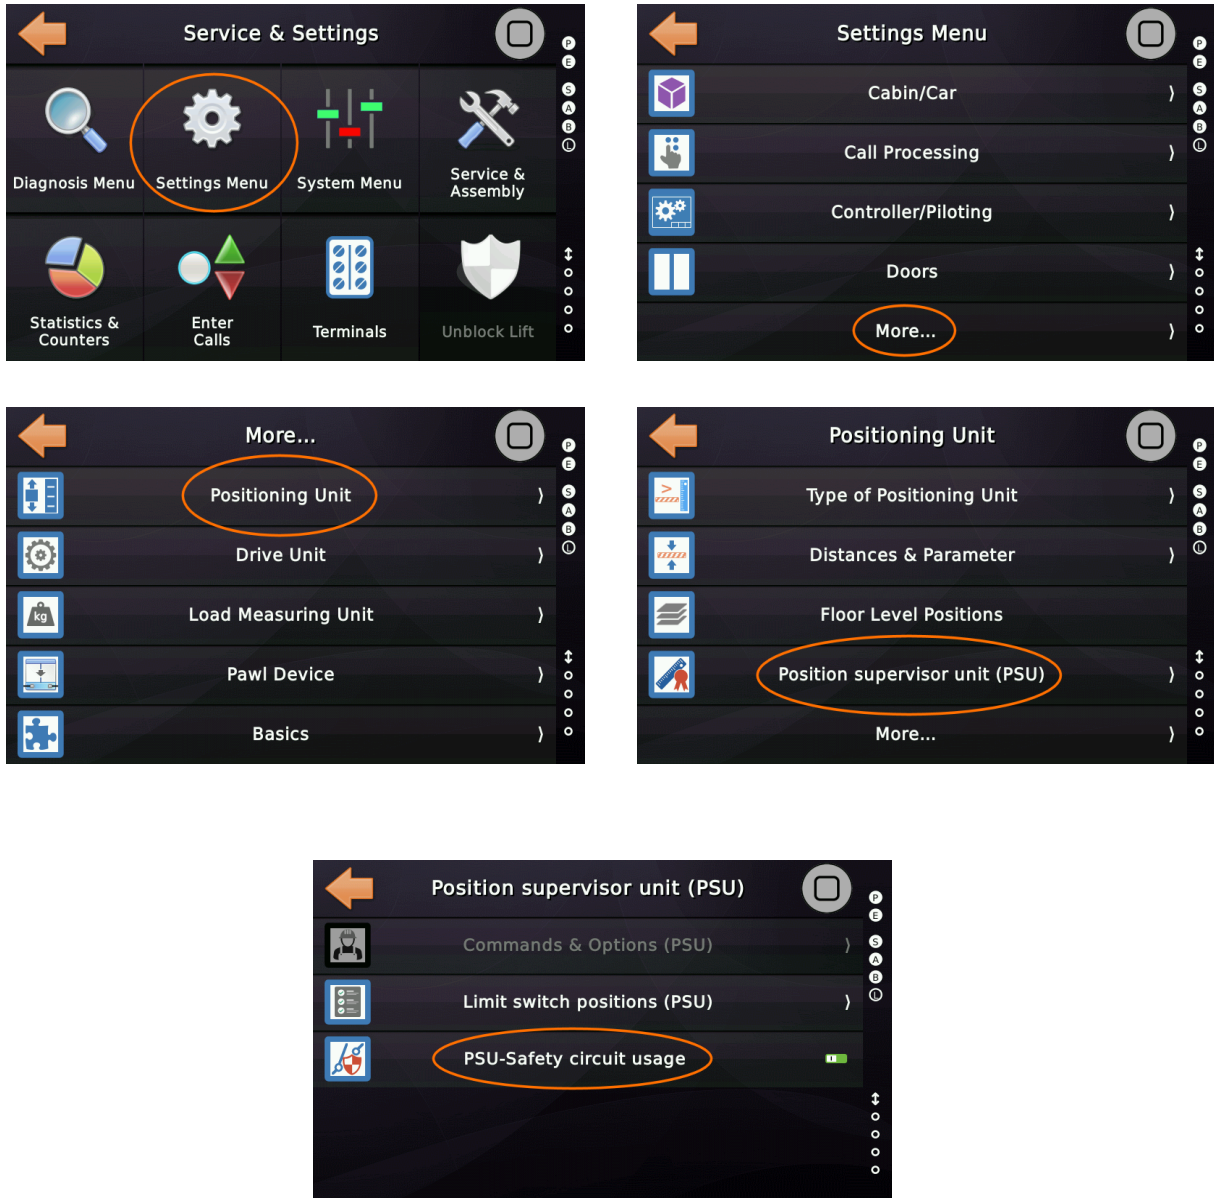 Service & Settings
P
E
S
A
B
L
Diagnosis Menu
Settings Menu
System Menu
Service &
Assembly
Statistics &
Counters
Enter
Calls
Terminals
Unblock Lift
Settings Menu
P
E
S
A
B
L
Cabin/Car
Call Processing
Controller/Piloting
Doors
More...
More...
P
E
S
A
B
L
Positioning Unit
Drive Unit
kg
Load Measuring Unit
Pawl Device
Basics
Positioning Unit
P
E
S
A
B
L
Type of Positioning Unit
Distances & Parameter
Floor Level Positions
Position supervisor unit (PSU)
More...
Position supervisor unit (PSU)
P
E
S
A
B
L
Commands & Options (PSU)
Limit switch positions (PSU)
PSU-Safety circuit usage